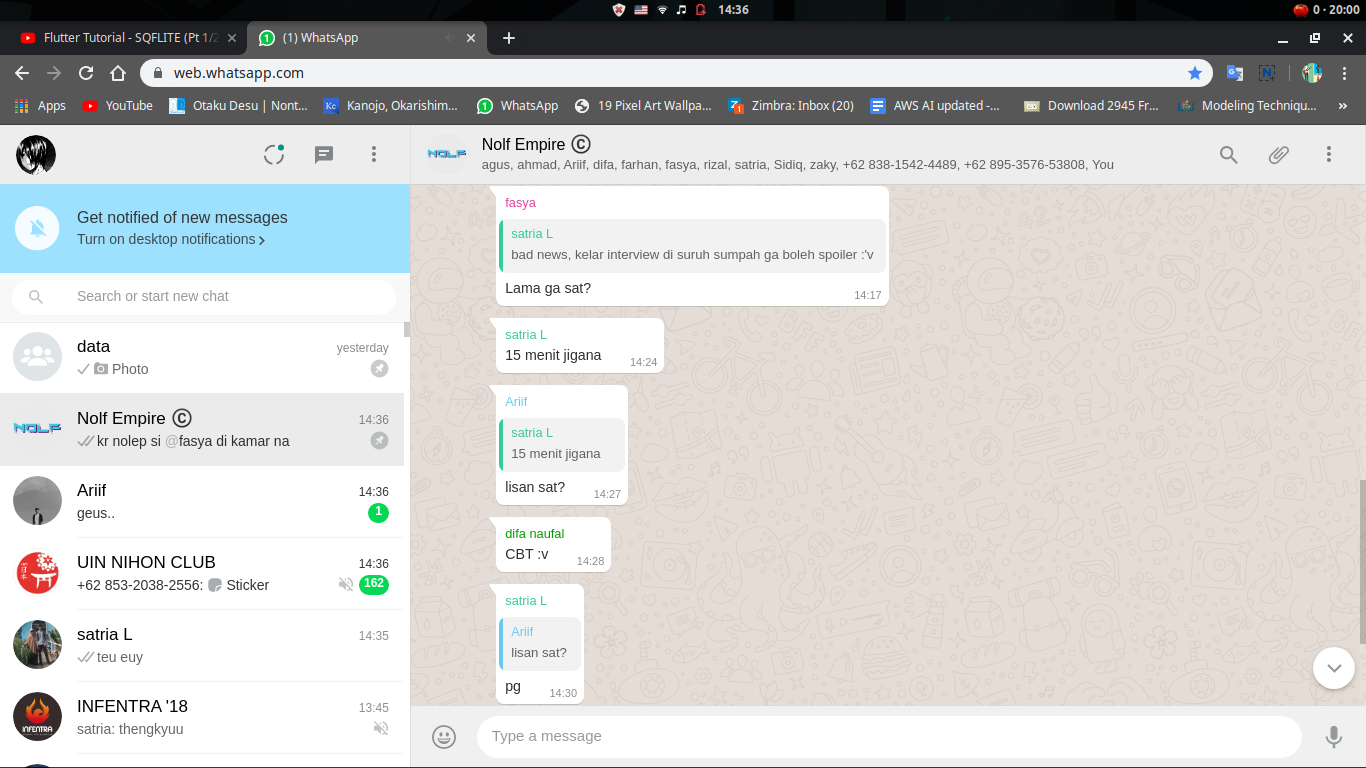 14:36
0 · 20:00
Flutter Tutorial - SQFLITE (Pt 1/2
(1) WhatsApp
web.whatsapp.com
Apps
YouTube
Otaku Desu | Nont...
Kanojo, Okarishim...
WhatsApp
19 Pixel Art Wallpa...
Zimbra: Inbox (20)
AWS AI updated -...
Download 2945 Fr...
Modeling Techniqu...
»
Get notified of new messages
Turn on desktop notifications
Search or start new chat
data
yesterday
Photo
NOLF
Nolf Empire ©
14:36
kr nolep si @fasya di kamar na
Ariif
14:36
geus..
1
UIN NIHON CLUB
14:36
+62 853-2038-2556: Sticker
162
satria L
14:35
teu euy
INFENTRA
INFENTRA '18
13:45
satria: thengkyuu
NOLF
Nolf Empire ©
agus, ahmad, Ariif, difa, farhan, fasya, rizal, satria, Sidiq, zaky, +62 838-1542-4489, +62 895-3576-53808, You
fasya
satria L
bad news, kelar interview di suruh sumpah ga boleh spoiler :'v
Lama ga sat?
14:17
satria L
15 menit jigana
14:24
Ariif
satria L
15 menit jigana
lisan sat?
14:27
difa naufal
CBT :v
14:28
satria L
Ariif
lisan sat?
pg
14:30
Type a message